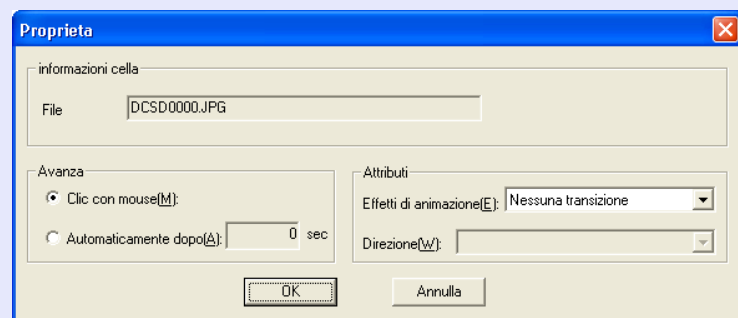 Proprieta
informazioni cella
File DCSD0000.JPG
Avanza
Clic con mouse(M):
Automaticamente dopo(A): 0 sec
Attributi
Effetti di animazione(E): Nessuna transizione
Direzione(W):
OK Annulla